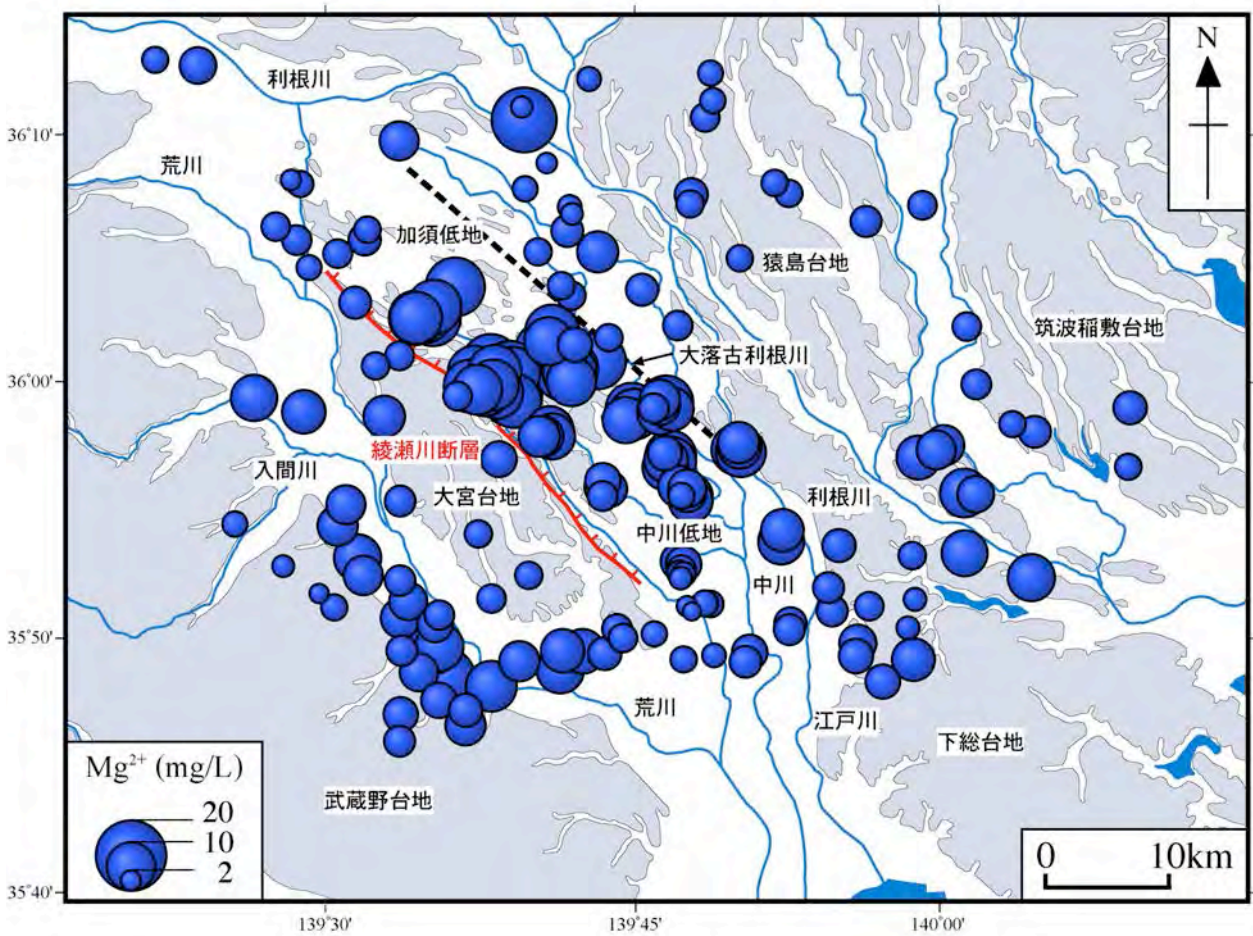 N
利根川
36˚10'
荒川
加須低地
猿島台地
筑波稲敷台地
大落古利根川
36˚00'
綾瀬川断層
入間川
大宮台地
利根川
中川低地
中川
35˚50'
荒川
江戸川
下総台地
Mg²⁺ (mg/L)
20
10
2
武蔵野台地
0 10km
35˚40'
139˚30' 139˚45' 140˚00'